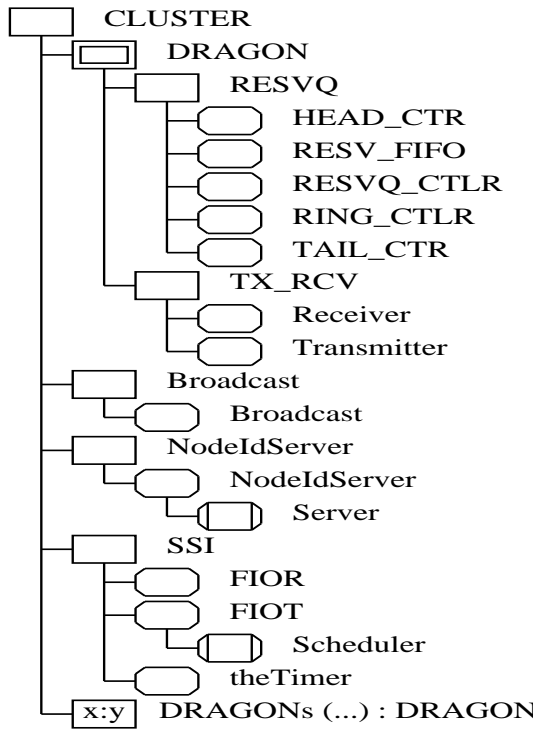 CLUSTER
DRAGON
RESVQ
HEAD_CTR
RESV_FIFO
RESVQ_CTLR
RING_CTLR
TAIL_CTR
TX_RCV
Receiver
Transmitter
Broadcast
Broadcast
NodeIdServer
NodeIdServer
Server
SSI
FIOR
FIOT
Scheduler
theTimer
x:y DRAGONs (...) : DRAGON